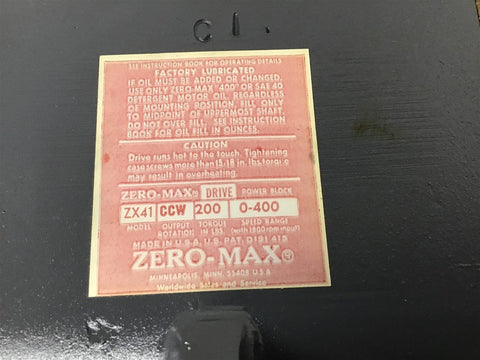 C I .
SEE INSTRUCTION BOOK FOR OPERATING DETAILS
FACTORY LUBRICATED
IF OIL MUST BE ADDED OR CHANGED,
USE ONLY ZERO-MAX "400" OR SAE 40
DETERGENT MOTOR OIL, REGARDLESS
OF MOUNTING POSITION, FILL ONLY
TO MIDPOINT OF UPPERMOST SHAFT.
DO NOT OVER FILL. SEE INSTRUCTION
BOOK FOR OIL FILL IN OUNCES.
CAUTION
Drive runs hot to the touch. Tightening
case screws more than 15-18 in. lbs. torque
may result in overheating.
ZERO-MAX® DRIVE POWER BLOCK
ZX41 CCW 200 0-400
MODEL OUTPUT ROTATION TORQUE IN LBS. SPEED RANGE (with 1800 rpm input)
MADE IN U.S.A. U.S. PAT. D191 415
ZERO-MAX®
MINNEAPOLIS, MINN. 55408 U S A
Worldwide Sales and Service